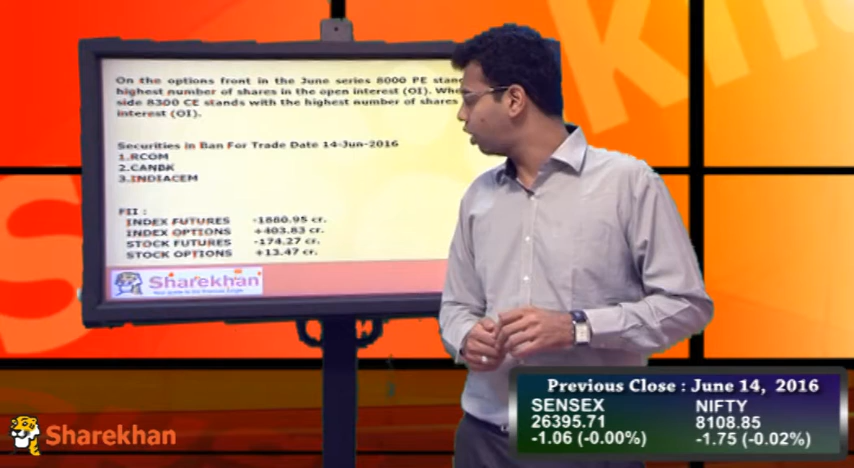 On the options front in the June series 8000 PE stand
highest number of shares in the open interest (OI). Whe
side 8300 CE stands with the highest number of shares
interest (OI).
Securities in Ban For Trade Date 14-Jun-2016
1.RCOM
2.CANBK
3.INDIACEM
FII :
INDEX FUTURES -1880.95 cr.
INDEX OPTIONS +403.83 cr.
STOCK FUTURES -174.27 cr.
STOCK OPTIONS +13.47 cr.
Sharekhan
Sharekhan
Previous Close : June 14, 2016
SENSEX NIFTY
26395.71 8108.85
-1.06 (-0.00%) -1.75 (-0.02%)